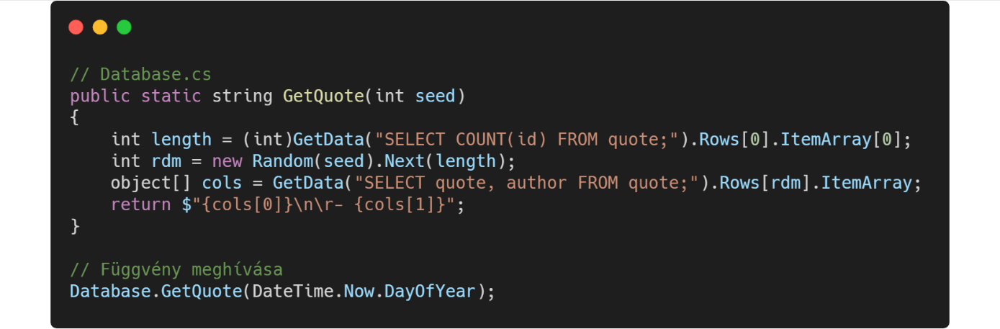 // Database.cs
public static string GetQuote(int seed)
{
    int length = (int)GetData("SELECT COUNT(id) FROM quote;").Rows[0].ItemArray[0];
    int rdm = new Random(seed).Next(length);
    object[] cols = GetData("SELECT quote, author FROM quote;").Rows[rdm].ItemArray;
    return $"{cols[0]}\n\r- {cols[1]}";
}
// Függvény meghívása
Database.GetQuote(DateTime.Now.DayOfYear);